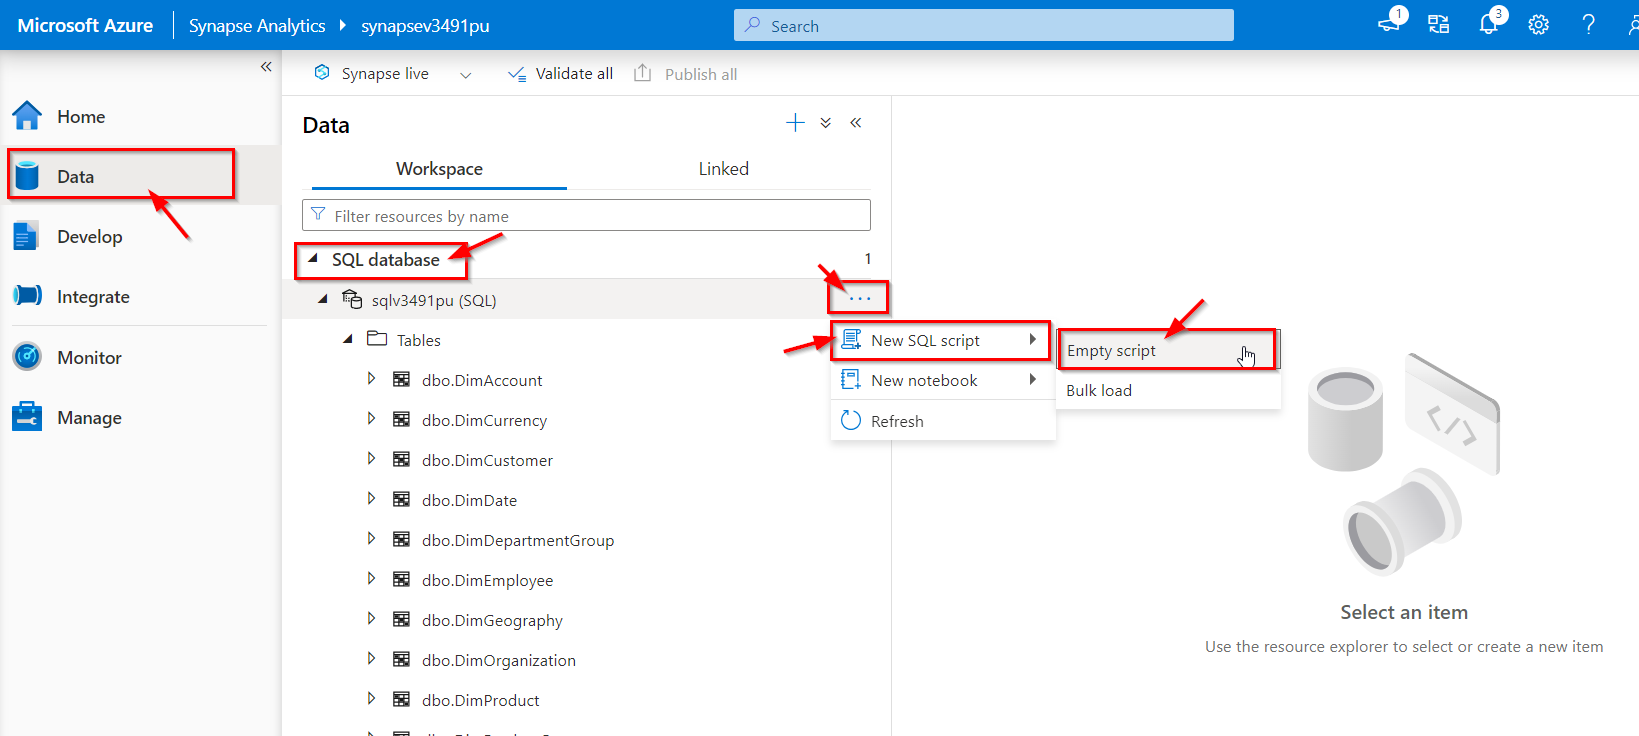 Microsoft Azure
Synapse Analytics
synapsev3491pu
Search
1
3
Synapse live
Validate all
Publish all
Home
Data
Develop
Integrate
Monitor
Manage
Data
Workspace
Linked
Filter resources by name
SQL database
1
sqlv3491pu (SQL)
...
Tables
dbo.DimAccount
dbo.DimCurrency
dbo.DimCustomer
dbo.DimDate
dbo.DimDepartmentGroup
dbo.DimEmployee
dbo.DimGeography
dbo.DimOrganization
dbo.DimProduct
New SQL script
New notebook
Refresh
Empty script
Bulk load
Select an item
Use the resource explorer to select or create a new item